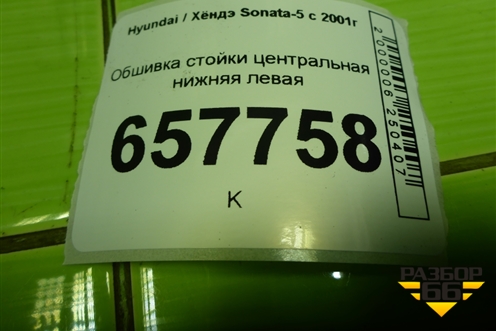 Hyundai / Хёндэ Sonata-5 с 2001г
Обшивка стойки центральная
нижняя левая
657758
К
2000006250407
РАЗБОР
66